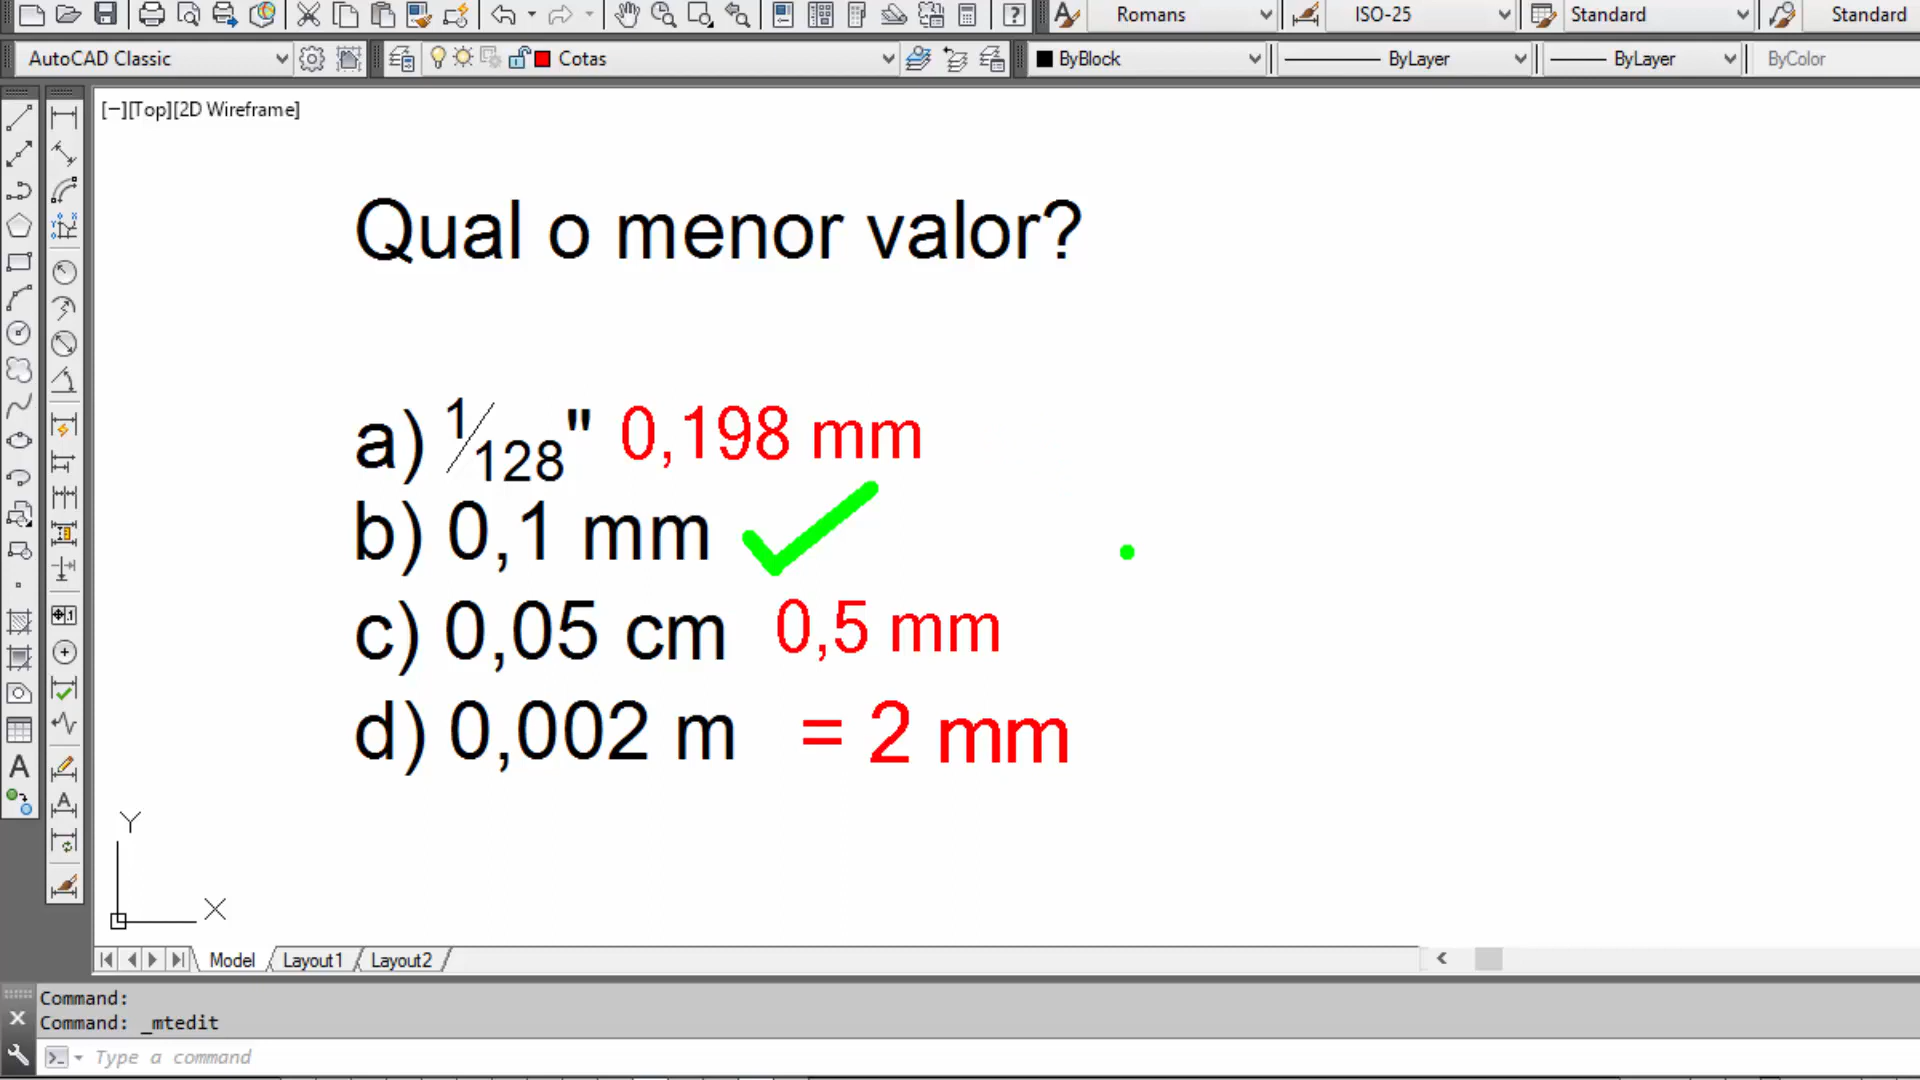 Romans ISO-25 Standard Standard
AutoCAD Classic Cotas ByBlock ByLayer ByLayer ByColor
[−][Top][2D Wireframe]
Qual o menor valor?
a) 1/128" 0,198 mm
b) 0,1 mm
c) 0,05 cm 0,5 mm
d) 0,002 m = 2 mm
Y
X
Model Layout1 Layout2
Command:
Command: _mtedit
Type a command